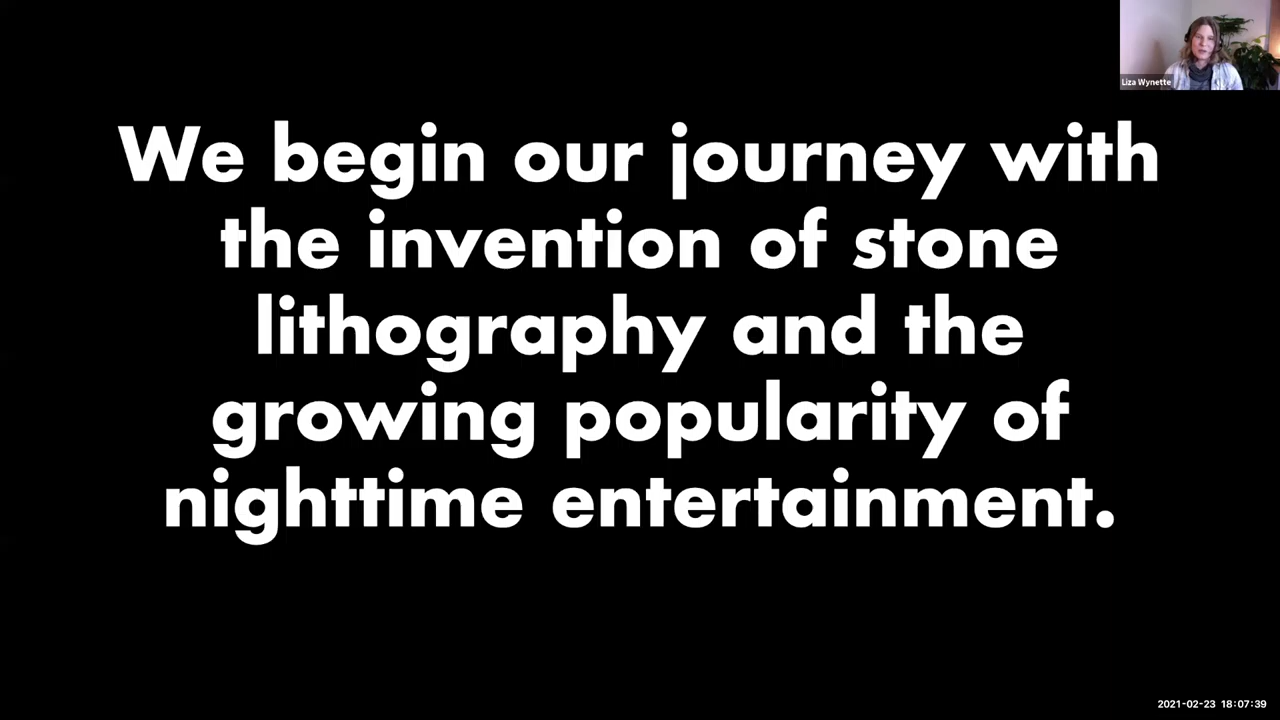 Liza Wynette
We begin our journey with
the invention of stone
lithography and the
growing popularity of
nighttime entertainment.
2021-02-23 18:07:39